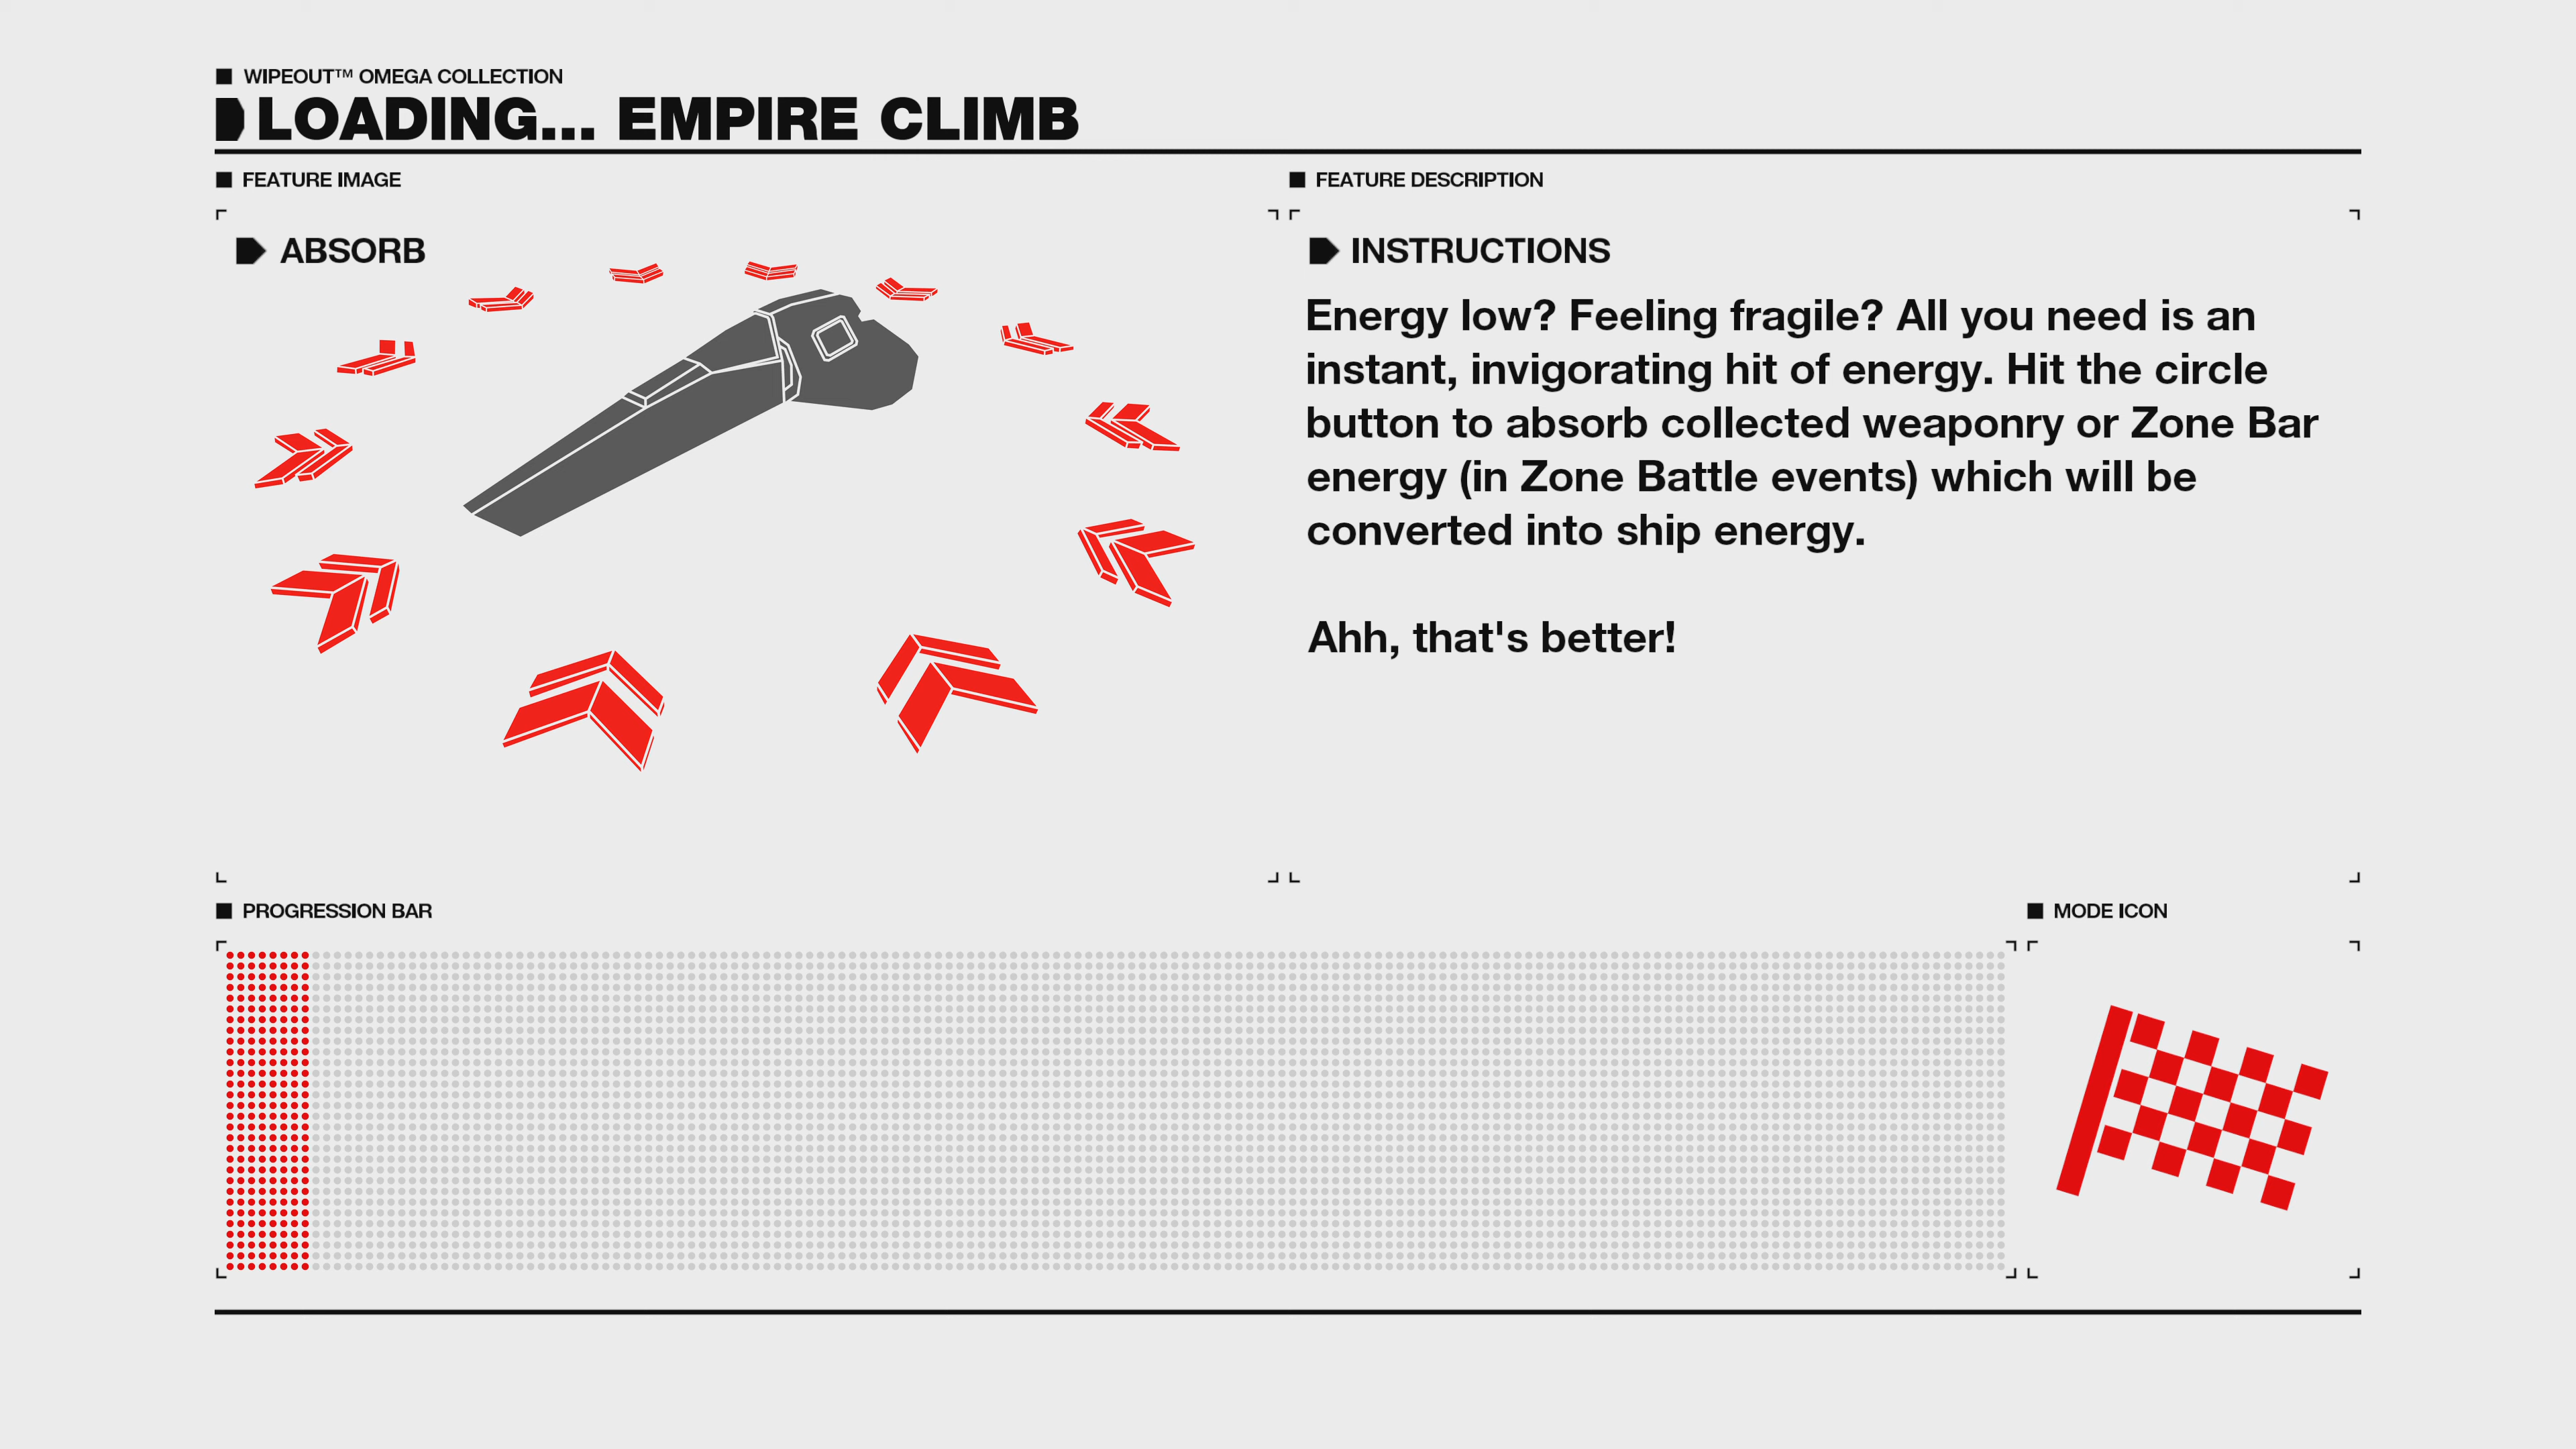 WIPEOUT™ OMEGA COLLECTION
LOADING... EMPIRE CLIMB
FEATURE IMAGE
ABSORB
FEATURE DESCRIPTION
INSTRUCTIONS
Energy low? Feeling fragile? All you need is an
instant, invigorating hit of energy. Hit the circle
button to absorb collected weaponry or Zone Bar
energy (in Zone Battle events) which will be
converted into ship energy.
Ahh, that's better!
PROGRESSION BAR
MODE ICON